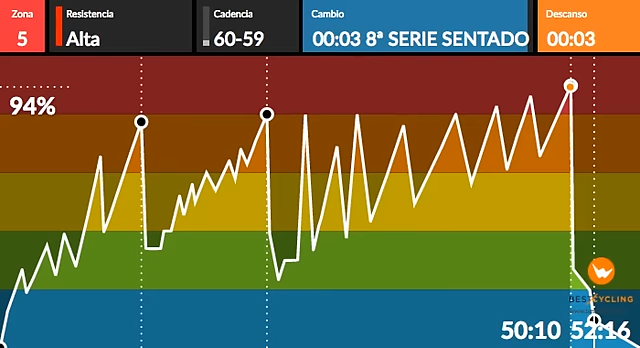 Zona
5
Resistencia
Alta
Cadencia
60-59
Cambio
00:03 8ª SERIE SENTADO
Descanso
00:03
94%
BESTCYCLING
50:10 52:16